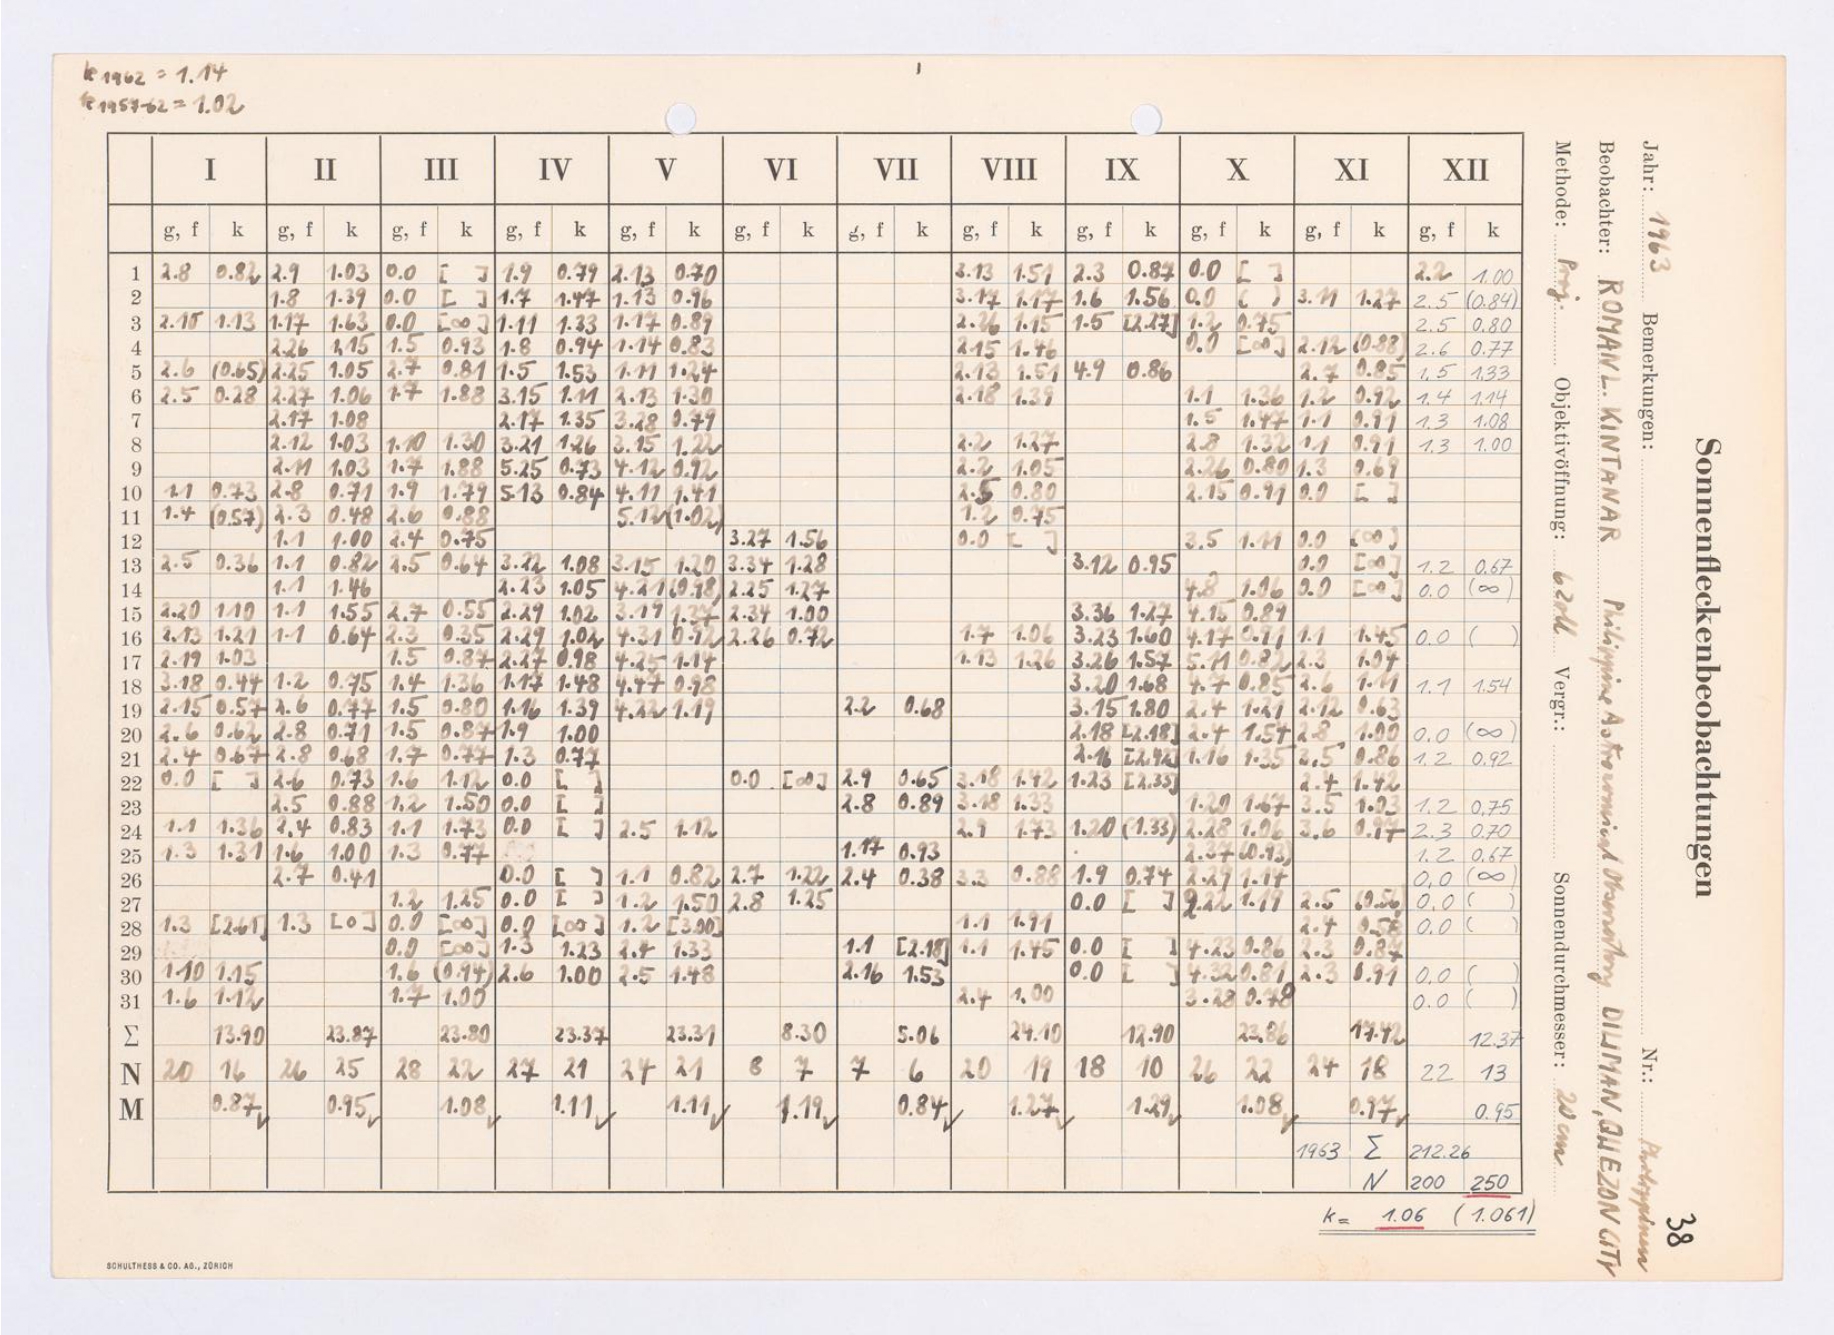 k 1962 = 1.14
k 1957-62 = 1.02
I II III IV V VI VII VIII IX X XI XII
g, f k g, f k g, f k g, f k g, f k g, f k g, f k g, f k g, f k g, f k g, f k g, f k
1 2.8 0.82 2.9 1.03 0.0 [ ] 1.9 0.79 2.13 0.70 3.13 1.51 2.3 0.87 0.0 [ ] 2.2 1.00
2 1.8 1.39 0.0 [ ] 1.7 1.47 1.13 0.96 3.17 1.17 1.6 1.56 0.0 ( ) 3.11 1.27 2.5 (0.84)
3 2.15 1.13 1.17 1.63 0.0 [∞] 1.11 1.33 1.17 0.89 2.26 1.15 1.5 [2.27] 1.2 0.75 2.5 0.80
4 2.26 1.15 1.5 0.93 1.8 0.94 1.14 0.83 2.15 1.46 0.0 [∞] 2.12 (0.88) 2.6 0.77
5 2.6 (0.65) 2.25 1.05 2.7 0.81 1.5 1.53 1.11 1.24 2.13 1.51 4.9 0.86 2.7 0.85 1.5 1.33
6 2.5 0.28 2.27 1.06 1.7 1.88 3.15 1.11 2.13 1.30 2.18 1.39 1.1 1.36 1.2 0.92 1.4 1.14
7 2.17 1.08 2.17 1.35 3.28 0.79 1.5 1.47 1.1 0.91 1.3 1.08
8 2.12 1.03 1.10 1.30 3.21 1.26 3.15 1.22 2.2 1.27 2.8 1.32 1.1 0.91 1.3 1.00
9 2.11 1.03 1.7 1.88 5.25 0.73 4.12 0.92 2.2 1.05 2.26 0.80 1.3 0.69
10 1.1 0.73 2.8 0.71 1.9 1.79 5.13 0.84 4.11 1.41 2.5 0.80 2.15 0.91 0.0 [ ]
11 1.4 (0.57) 2.3 0.48 2.6 0.88 5.12 (1.02) 1.2 0.75
12 1.1 1.00 2.4 0.75 3.27 1.56 0.0 [ ] 3.5 1.11 0.0 [∞]
13 2.5 0.36 1.1 0.82 2.5 0.64 3.22 1.08 3.15 1.20 3.34 1.28 3.12 0.95 0.0 [∞] 1.2 0.67
14 1.1 1.46 2.23 1.05 4.21 (0.98) 2.25 1.27 4.8 1.06 0.0 [∞] 0.0 (∞)
15 2.20 1.10 1.1 1.55 2.7 0.55 2.29 1.02 3.19 1.37 2.34 1.00 3.36 1.27 4.15 0.89
16 2.13 1.21 1.1 0.64 2.3 0.35 2.29 1.02 4.31 0.92 2.26 0.72 1.7 1.06 3.23 1.60 4.17 0.91 1.1 1.45 0.0 ( )
17 2.19 1.03 1.5 0.87 2.27 0.98 4.25 1.14 1.13 1.26 3.26 1.57 5.11 0.82 2.3 1.04
18 3.18 0.44 1.2 0.75 1.4 1.36 1.17 1.48 4.47 0.98 3.20 1.68 4.7 0.85 2.6 1.11 1.1 1.54
19 2.15 0.57 2.6 0.77 1.5 0.80 1.16 1.39 4.22 1.19 2.2 0.68 3.15 1.80 2.4 1.21 2.12 0.63
20 2.6 0.62 2.8 0.71 1.5 0.87 1.9 1.00 2.18 [2.18] 2.4 1.54 2.8 1.00 0.0 (∞)
21 2.4 0.67 2.8 0.68 1.7 0.77 1.3 0.77 2.16 [2.42] 1.16 1.35 3.5 0.86 1.2 0.92
22 0.0 [ ] 2.6 0.73 1.6 1.12 0.0 [ ] 0.0 [∞] 2.9 0.65 3.18 1.42 1.23 [2.35] 2.4 1.42
23 2.5 0.88 1.2 1.50 0.0 [ ] 2.8 0.89 3.18 1.33 1.20 1.67 3.5 1.03 1.2 0.75
24 1.1 1.36 2.4 0.83 1.1 1.73 0.0 [ ] 2.5 1.12 2.9 1.73 1.20 (1.33) 2.28 1.06 3.6 0.97 2.3 0.70
25 1.3 1.31 1.6 1.00 1.3 0.77 1.17 0.93 2.37 (0.93) 1.2 0.67
26 2.7 0.41 0.0 [ ] 1.1 0.82 2.7 1.22 2.4 0.38 3.3 0.88 1.9 0.74 2.29 1.14 0.0 (∞)
27 1.2 1.25 0.0 [ ] 1.2 1.50 2.8 1.25 0.0 [ ] 2.22 1.19 2.5 (0.56) 0.0 ( )
28 1.3 [2.61] 1.3 [0] 0.0 [∞] 0.0 [∞] 1.2 [3.00] 1.1 1.91 2.4 0.58 0.0 ( )
29 0.0 [∞] 1.3 1.23 2.4 1.33 1.1 [2.18] 1.1 1.45 0.0 [ ] 4.23 0.86 2.3 0.87
30 1.10 1.15 1.6 (0.94) 2.6 1.00 2.5 1.48 2.16 1.53 0.0 [ ] 4.32 0.81 2.3 0.91 0.0 ( )
31 1.6 1.12 1.7 1.00 2.4 1.00 3.28 0.78 0.0 ( )
Σ 13.90 23.87 23.80 23.37 23.31 8.30 5.06 24.10 12.90 23.86 17.42 12.37
N 20 16 26 25 28 22 27 21 24 21 8 7 7 6 20 19 18 10 26 22 24 18 22 13
M 0.87 0.95 1.08 1.11 1.11 1.19 0.84 1.27 1.29 1.08 0.97 0.95
1963 Σ 212.26
N 200 250
k = 1.06 (1.061)
SCHULTHESS & CO. AG., ZÜRICH
Sonnenfleckenbeobachtungen
38
Jahr: 1963 Bemerkungen: Nr.: Philippinen
Beobachter: ROMAN L. KINTANAR Philippine Astronomical Observatory DILIMAN, QUEZON CITY
Methode: Proj. Objektivöffnung: Vergr.: Sonnendurchmesser: 20 cm